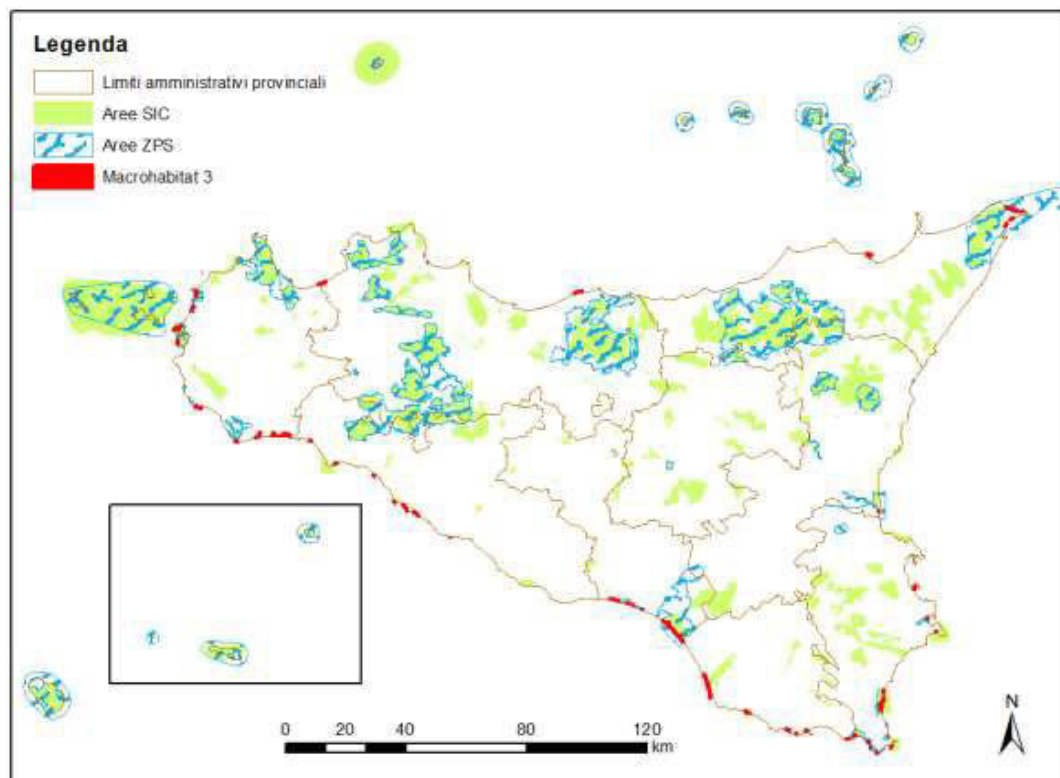 Legenda
Limiti amministrativi provinciali
Aree SIC
Aree ZPS
Macrohabitat 3
0 20 40 80 120
km
N